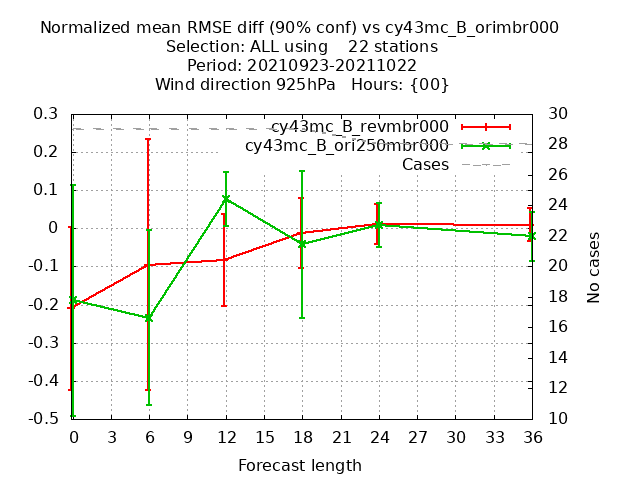 Normalized mean RMSE diff (90% conf) vs cy43mc_B_orimbr000
Selection: ALL using    22 stations
Period: 20210923-20211022
Wind direction 925hPa   Hours: {00}
cy43mc_B_revmbr000
cy43mc_B_ori250mbr000
Cases
0.3
0.2
0.1
0
-0.1
-0.2
-0.3
-0.4
-0.5
30
28
26
24
22
20
18
16
14
12
10
No cases
0 3 6 9 12 15 18 21 24 27 30 33 36
Forecast length